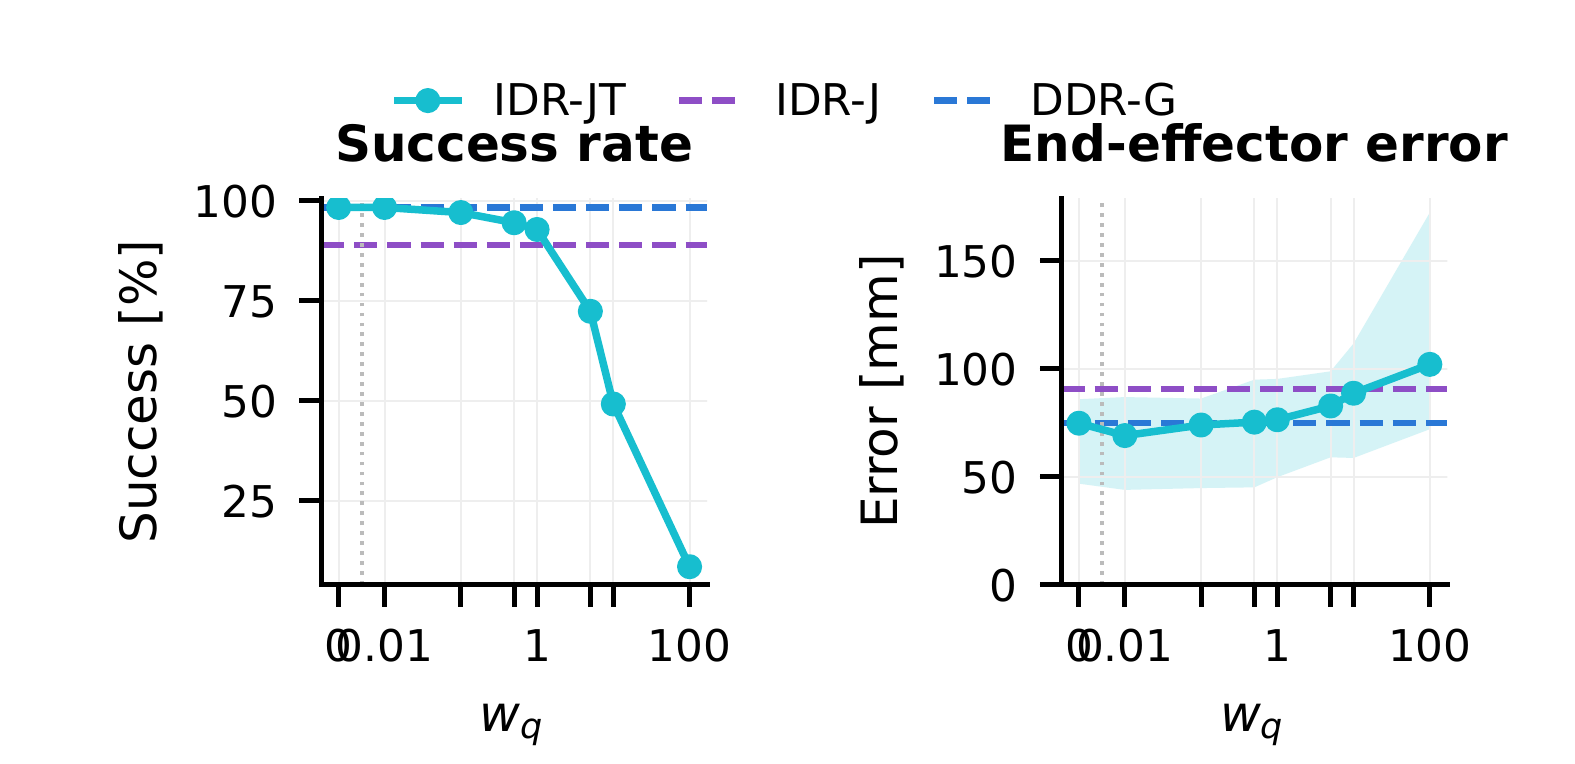 IDR-JT IDR-J DDR-G
Success rate
100
75
50
25
Success [%]
0 0.01 1 100
w_q
End-effector error
150
100
50
0
Error [mm]
0 0.01 1 100
w_q